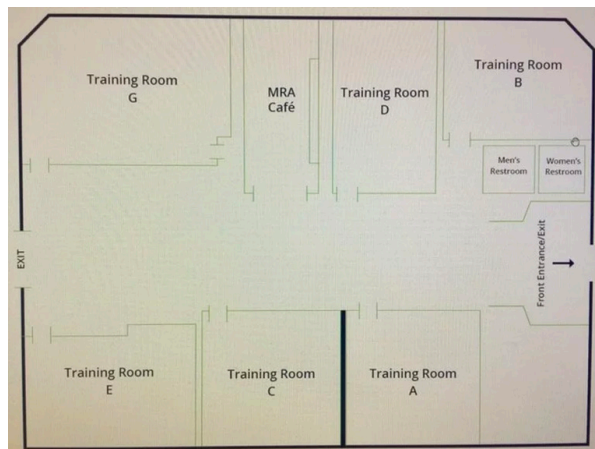 Training Room
G
MRA
Café
Training Room
D
Training Room
B
Men's
Restroom
Women's
Restroom
EXIT
Front Entrance/Exit
Training Room
E
Training Room
C
Training Room
A